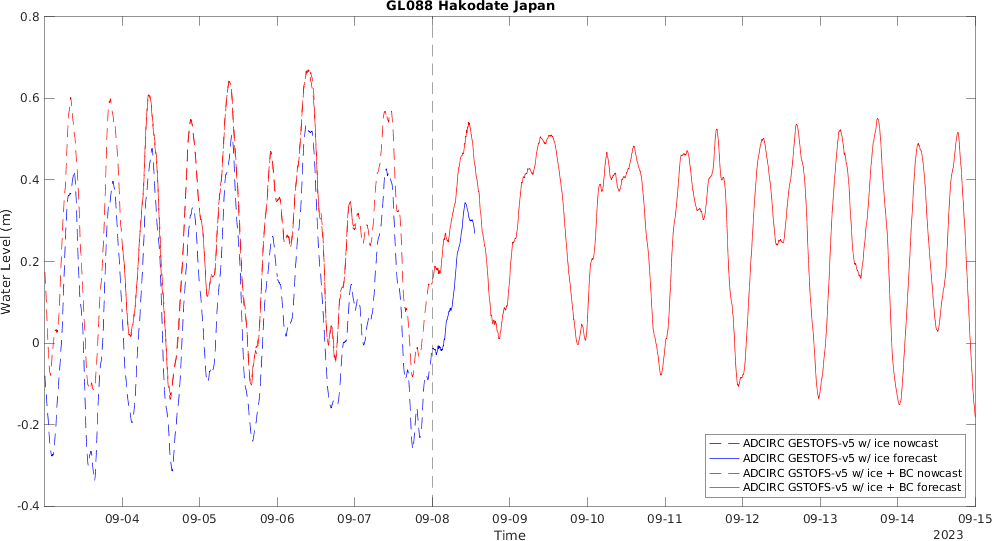 GL088 Hakodate Japan
0.8
0.6
0.4
0.2
0
-0.2
-0.4
Water Level (m)
ADCIRC GESTOFS-v5 w/ ice nowcast
ADCIRC GESTOFS-v5 w/ ice forecast
ADCIRC GSTOFS-v5 w/ ice + BC nowcast
ADCIRC GSTOFS-v5 w/ ice + BC forecast
09-04 09-05 09-06 09-07 09-08 09-09 09-10 09-11 09-12 09-13 09-14 09-15
Time
2023